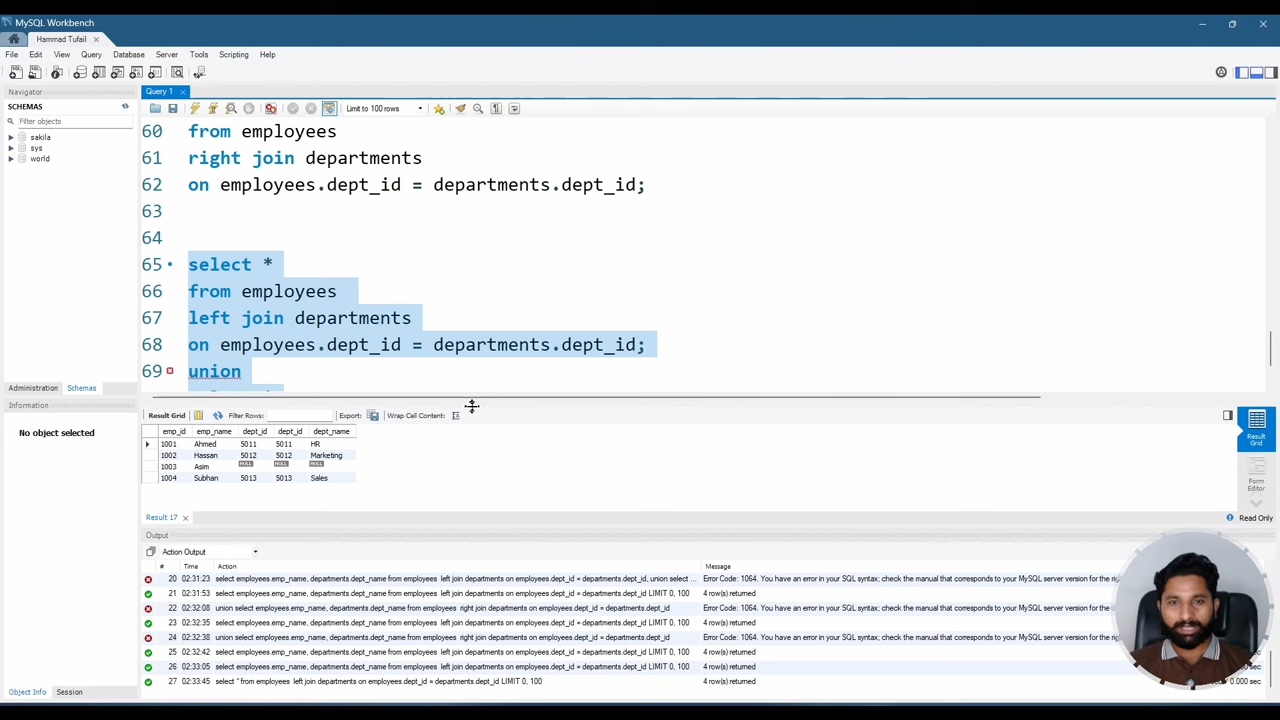 MySQL Workbench
Hammad Tufail
File Edit View Query Database Server Tools Scripting Help
Navigator
SCHEMAS
Filter objects
sakila
sys
world
Administration Schemas
Information
No object selected
Object Info Session
Query 1
Limit to 100 rows
60 from employees
61 right join departments
62 on employees.dept_id = departments.dept_id;
63
64
65 select *
66 from employees
67 left join departments
68 on employees.dept_id = departments.dept_id;
69 union
Result Grid Filter Rows: Export: Wrap Cell Content:
emp_id emp_name dept_id dept_id dept_name
1001 Ahmed 5011 5011 HR
1002 Hassan 5012 5012 Marketing
1003 Asim NULL NULL NULL
1004 Subhan 5013 5013 Sales
Result Grid
Form Editor
Result 17
Read Only
Output
Action Output
# Time Action Message
20 02:31:23 select employees.emp_name, departments.dept_name from employees left join departments on employees.dept_id = departments.dept_id, union select ... Error Code: 1064. You have an error in your SQL syntax; check the manual that corresponds to your MySQL server version for the
21 02:31:53 select employees.emp_name, departments.dept_name from employees left join departments on employees.dept_id = departments.dept_id LIMIT 0, 100 4 row(s) returned
22 02:32:08 union select employees.emp_name, departments.dept_name from employees right join departments on employees.dept_id = departments.dept_id Error Code: 1064. You have an error in your SQL syntax; check the manual that corresponds to your MySQL server version for the
23 02:32:35 select employees.emp_name, departments.dept_name from employees left join departments on employees.dept_id = departments.dept_id LIMIT 0, 100 4 row(s) returned
24 02:32:38 union select employees.emp_name, departments.dept_name from employees right join departments on employees.dept_id = departments.dept_id Error Code: 1064. You have an error in your SQL syntax; check the manual that corresponds to your MySQL server version for the
25 02:32:42 select employees.emp_name, departments.dept_name from employees left join departments on employees.dept_id = departments.dept_id LIMIT 0, 100 4 row(s) returned
26 02:33:05 select employees.emp_name, departments.dept_name from employees left join departments on employees.dept_id = departments.dept_id LIMIT 0, 100 4 row(s) returned
27 02:33:45 select * from employees left join departments on employees.dept_id = departments.dept_id LIMIT 0, 100 4 row(s) returned 0.000 sec